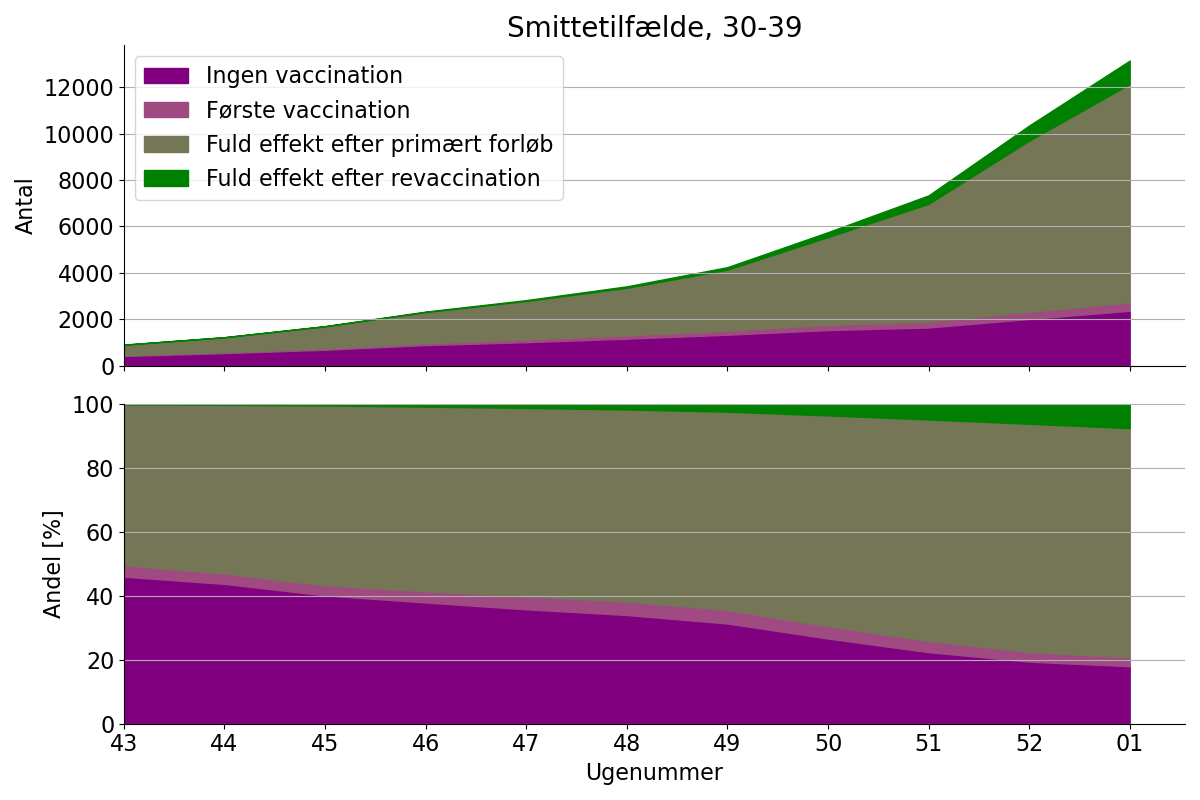 Smittetilfælde, 30-39
Ingen vaccination
Første vaccination
Fuld effekt efter primært forløb
Fuld effekt efter revaccination
Antal
12000
10000
8000
6000
4000
2000
0
Andel [%]
100
80
60
40
20
0
43 44 45 46 47 48 49 50 51 52 01
Ugenummer